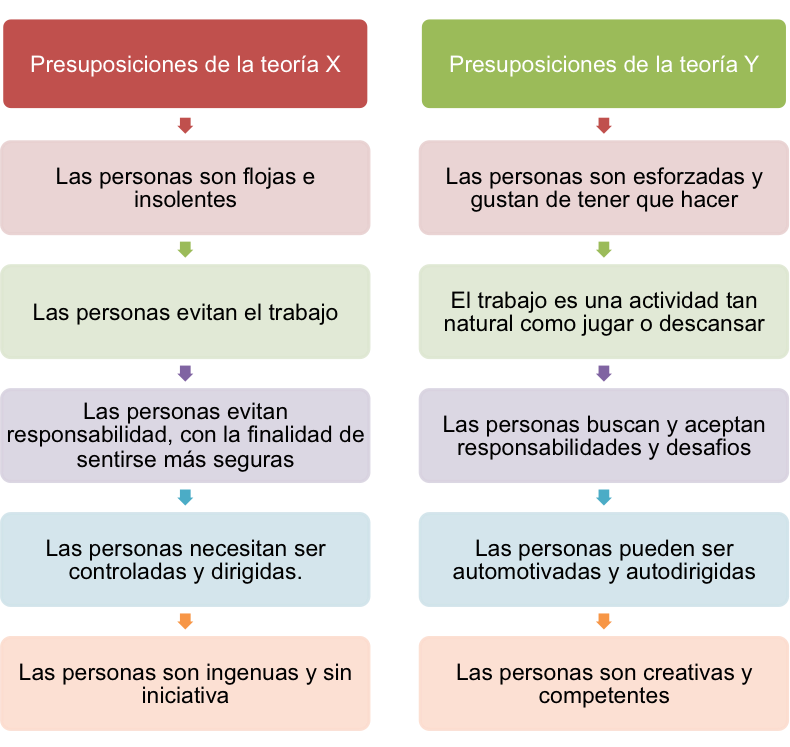 Presuposiciones de la teoría X
Las personas son flojas e
insolentes
Las personas evitan el trabajo
Las personas evitan
responsabilidad, con la finalidad de
sentirse más seguras
Las personas necesitan ser
controladas y dirigidas.
Las personas son ingenuas y sin
iniciativa
Presuposiciones de la teoría Y
Las personas son esforzadas y
gustan de tener que hacer
El trabajo es una actividad tan
natural como jugar o descansar
Las personas buscan y aceptan
responsabilidades y desafios
Las personas pueden ser
automotivadas y autodirigidas
Las personas son creativas y
competentes